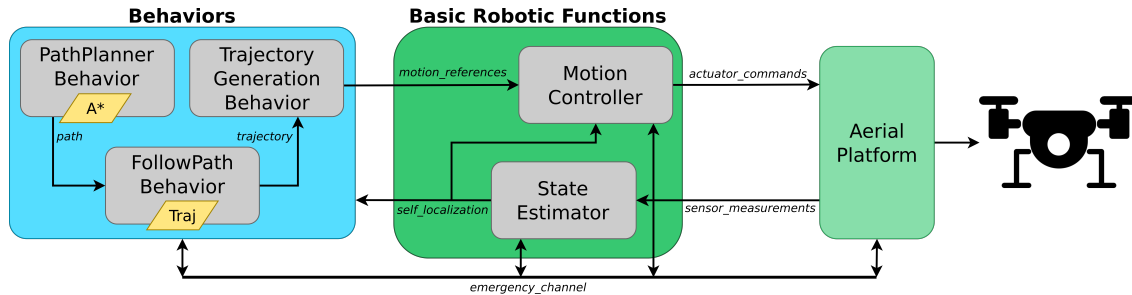 Behaviors
Basic Robotic Functions
PathPlanner
Behavior
A*
Trajectory
Generation
Behavior
path
trajectory
FollowPath
Behavior
Traj
motion_references
Motion
Controller
actuator_commands
self_localization
State
Estimator
sensor_measurements
Aerial
Platform
emergency_channel